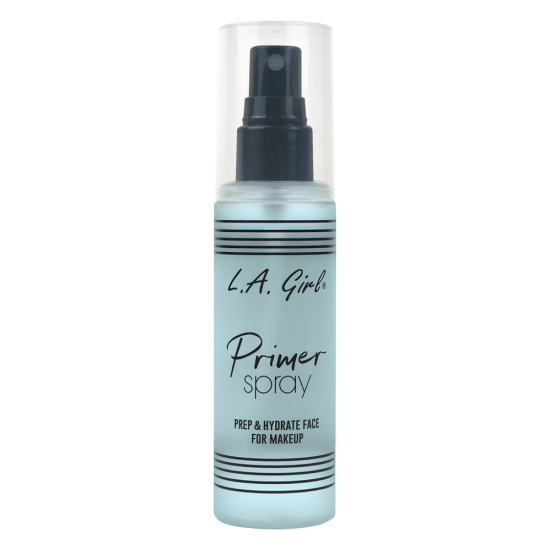 L.A. Girl®
Primer
spray
PREP & HYDRATE FACE
FOR MAKEUP